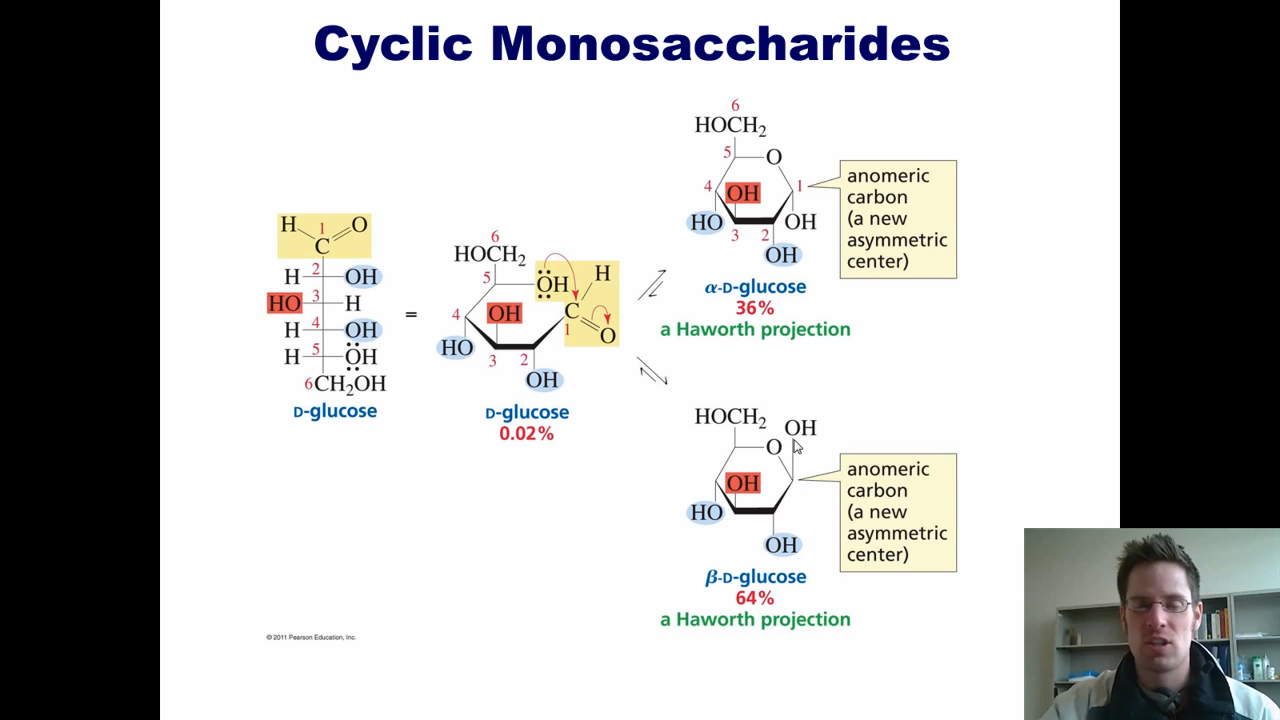 Cyclic Monosaccharides
H 1 O
C
H 2 OH
HO 3 H
H 4 OH
H 5 OH
6CH₂OH
D-glucose
=
6
HOCH₂
5 OH H
4 OH C
1 O
HO
3 2
OH
D-glucose
0.02%
6
HOCH₂
5 O
4 OH 1
HO OH
3 2
OH
α-D-glucose
36%
a Haworth projection
anomeric
carbon
(a new
asymmetric
center)
HOCH₂ OH
O
OH
HO
OH
β-D-glucose
64%
a Haworth projection
anomeric
carbon
(a new
asymmetric
center)
© 2011 Pearson Education, Inc.